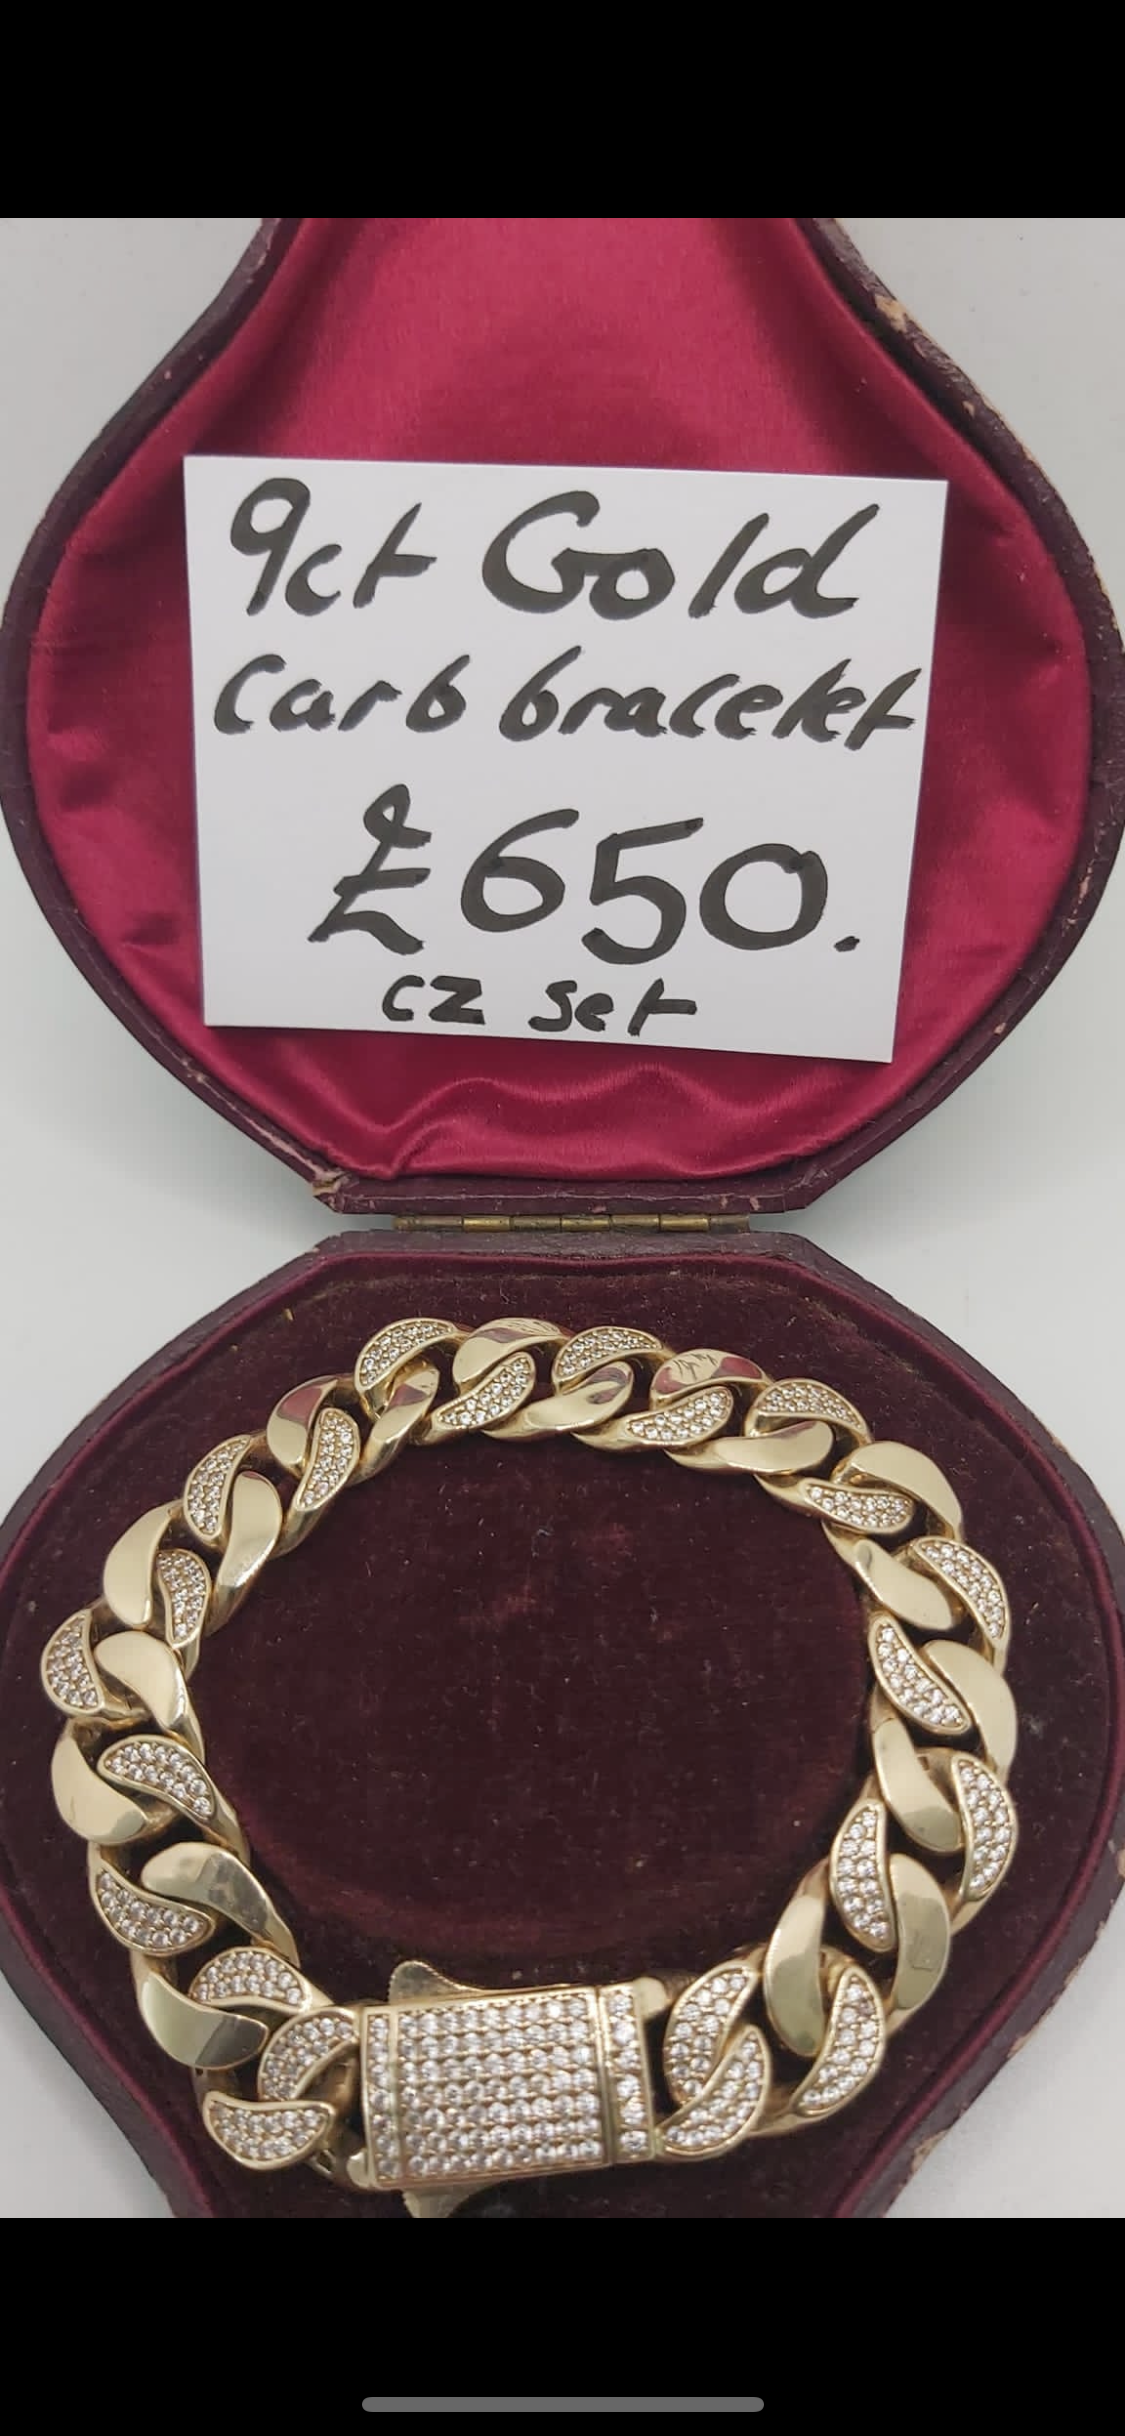 9ct Gold
Carb bracelet
£650.
CZ set